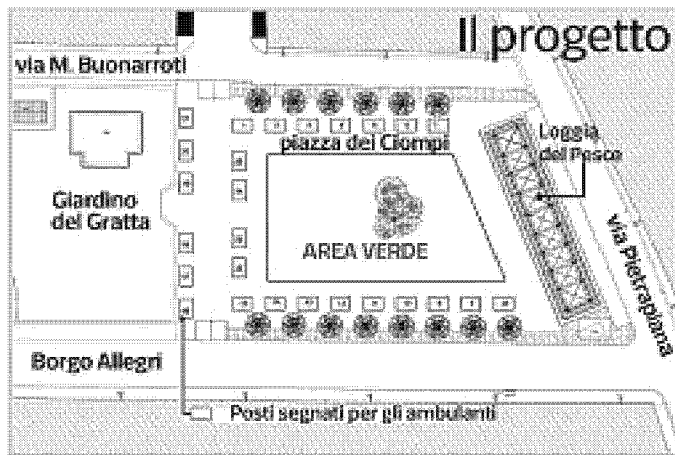 Il progetto
via M. Buonarroti
Loggia
del Pesce
piazza dei Ciompi
Giardino
del Gratta
AREA VERDE
via Pietrapiana
Borgo Allegri
Posti segnati per gli ambulanti